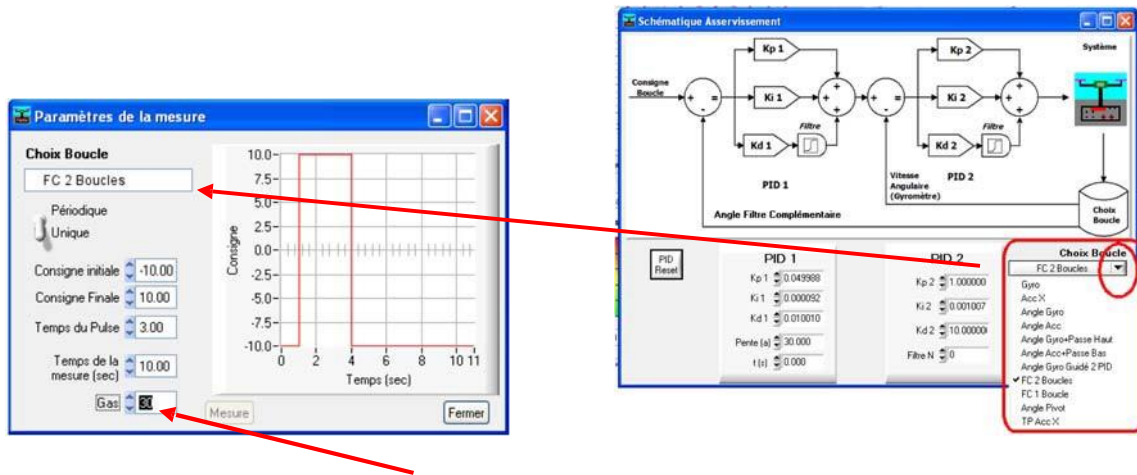 Paramètres de la mesure
Choix Boucle
FC 2 Boucles
Périodique
Unique
Consigne initiale -10.00
Consigne Finale 10.00
Temps du Pulse 3.00
Temps de la
mesure (sec) 10.00
Gas 30
10.0
7.5
5.0
2.5
0.0
-2.5
-5.0
-7.5
-10.0
Consigne
0 2 4 6 8 10 11
Temps (sec)
Mesure
Fermer
Schématique Asservissement
Consigne
Boucle
+ - =
Kp 1
Ki 1
Kd 1
Filtre
PID 1
+ + +
+ - =
Kp 2
Ki 2
Kd 2
Filtre
PID 2
+ + +
Système
Vitesse
Angulaire
(Gyromètre)
Angle Filtre Complémentaire
Choix
Boucle
PID
Reset
PID 1
Kp 1 0.049988
Ki 1 0.000092
Kd 1 0.010010
Pente (a) 30.000
t (s) 0.000
PID 2
Kp 2 1.000000
Ki 2 0.001007
Kd 2 10.00000
Filtre N 0
Choix Boucle
FC 2 Boucles
Gyro
Acc X
Angle Gyro
Angle Acc
Angle Gyro+Passe Haut
Angle Acc+Passe Bas
Angle Gyro Guidé 2 PID
✔ FC 2 Boucles
FC 1 Boucle
Angle Pivot
TP Acc X